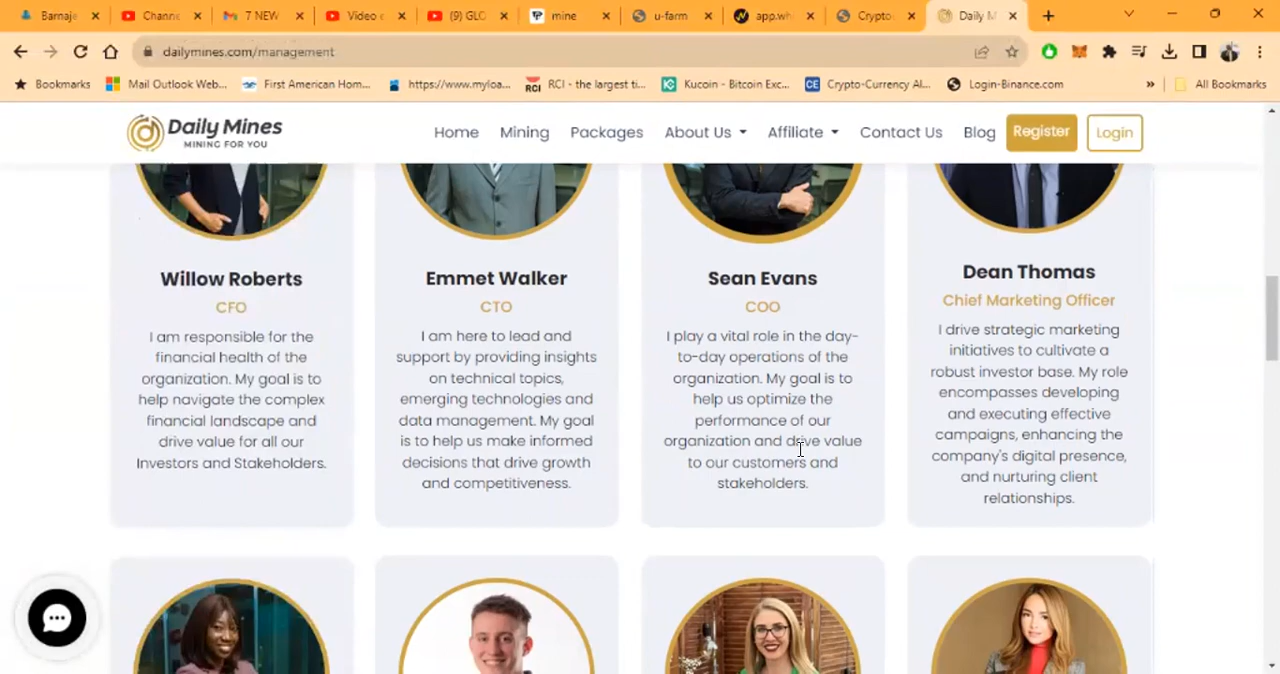 Barnaje
Channe
7 NEW
Video e
(9) GLO
mine
u-farm
app.wh
Crypto
Daily M
dailymines.com/management
Bookmarks
Mail Outlook Web...
First American Hom...
https://www.myloa...
RCI - the largest ti...
Kucoin - Bitcoin Exc...
Crypto-Currency Al...
Login-Binance.com
»
All Bookmarks
Daily Mines
MINING FOR YOU
Home
Mining
Packages
About Us
Affiliate
Contact Us
Blog
Register
Login
Willow Roberts
CFO
I am responsible for the
financial health of the
organization. My goal is to
help navigate the complex
financial landscape and
drive value for all our
Investors and Stakeholders.
Emmet Walker
CTO
I am here to lead and
support by providing insights
on technical topics,
emerging technologies and
data management. My goal
is to help us make informed
decisions that drive growth
and competitiveness.
Sean Evans
COO
I play a vital role in the day-
to-day operations of the
organization. My goal is to
help us optimize the
performance of our
organization and drive value
to our customers and
stakeholders.
Dean Thomas
Chief Marketing Officer
I drive strategic marketing
initiatives to cultivate a
robust investor base. My role
encompasses developing
and executing effective
campaigns, enhancing the
company's digital presence,
and nurturing client
relationships.